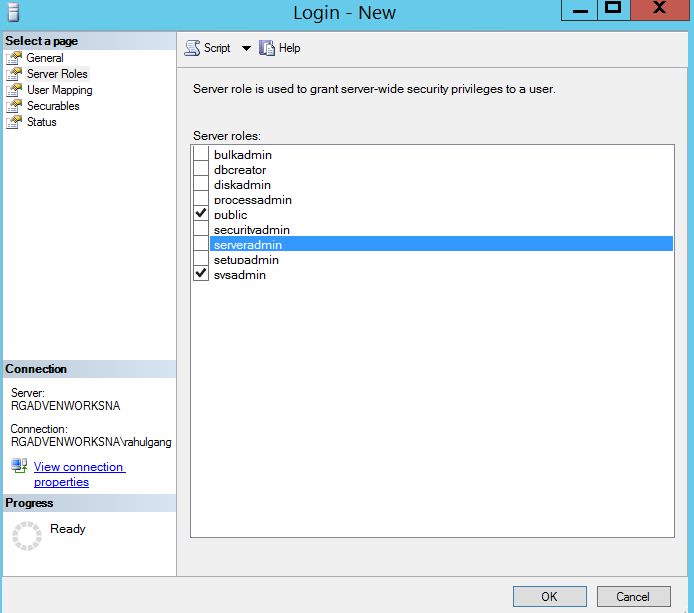 Login - New
X
Select a page
General
Server Roles
User Mapping
Securables
Status
Script
Help
Server role is used to grant server-wide security privileges to a user.
Server roles:
bulkadmin
dbcreator
diskadmin
processadmin
public
securityadmin
serveradmin
setupadmin
sysadmin
Connection
Server:
RGADVENWORKSNA
Connection:
RGADVENWORKSNA\rahulgang
View connection
properties
Progress
Ready
OK
Cancel